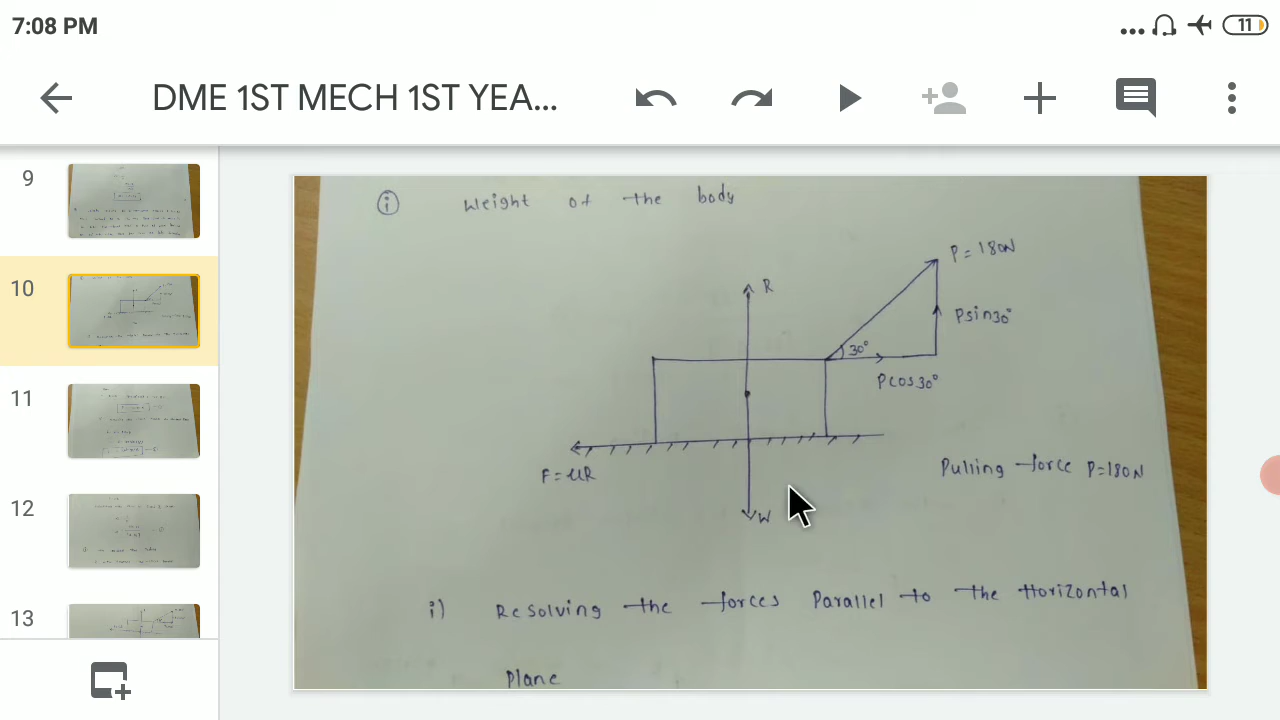 7:08 PM
11
DME 1ST MECH 1ST YEA...
9
10
11
12
13
i Weight of the body
P = 180N
R
Psin30°
30°
Pcos30°
F = μR
Pulling force P=180N
W
i) Resolving the forces Parallel to the Horizontal
Plane